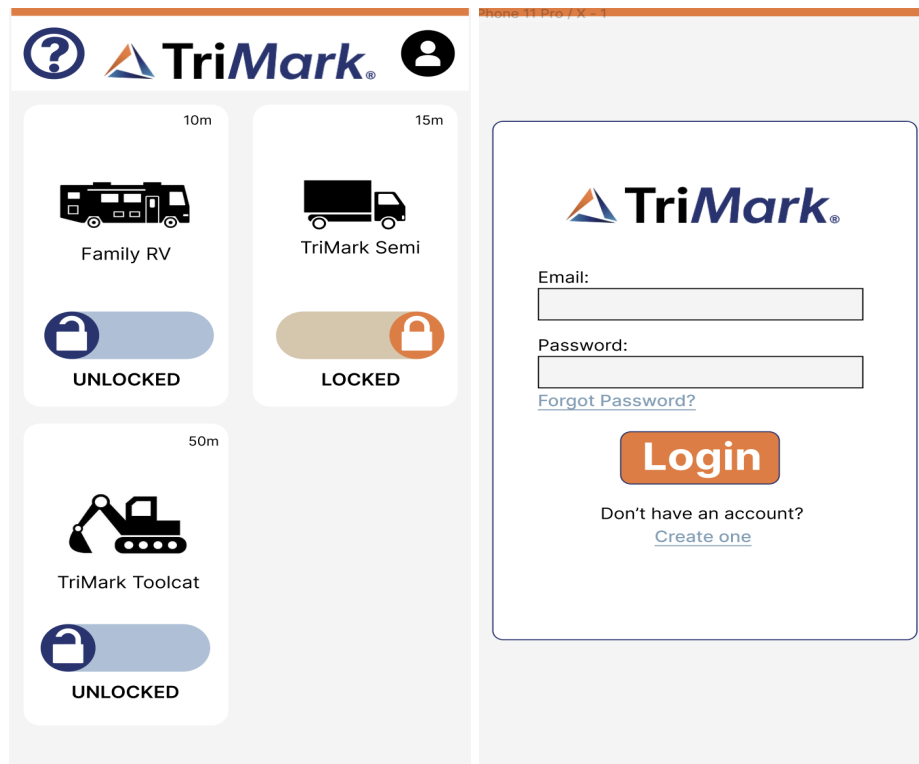 TriMark®
10m
Family RV
UNLOCKED
15m
TriMark Semi
LOCKED
50m
TriMark Toolcat
UNLOCKED
Phone 11 Pro / X - 1
TriMark®
Email:
Password:
Forgot Password?
Login
Don't have an account?
Create one